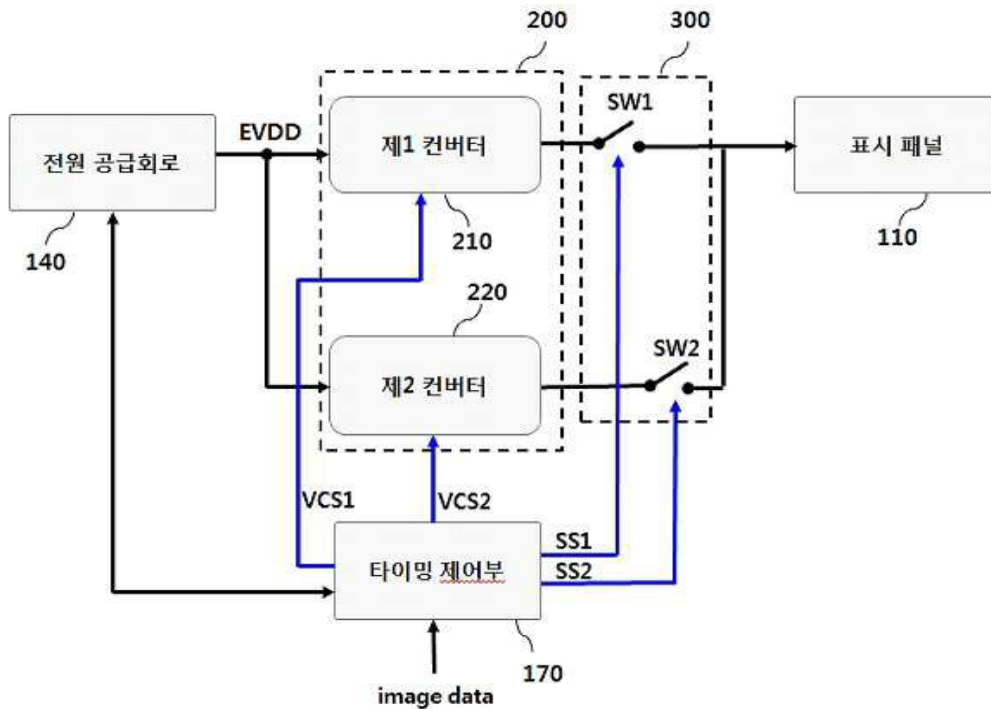 200
300
SW1
EVDD
전원 공급회로
제1 컨버터
표시 패널
140
210
110
220
SW2
제2 컨버터
VCS1
VCS2
SS1
타이밍 제어부
SS2
170
image data